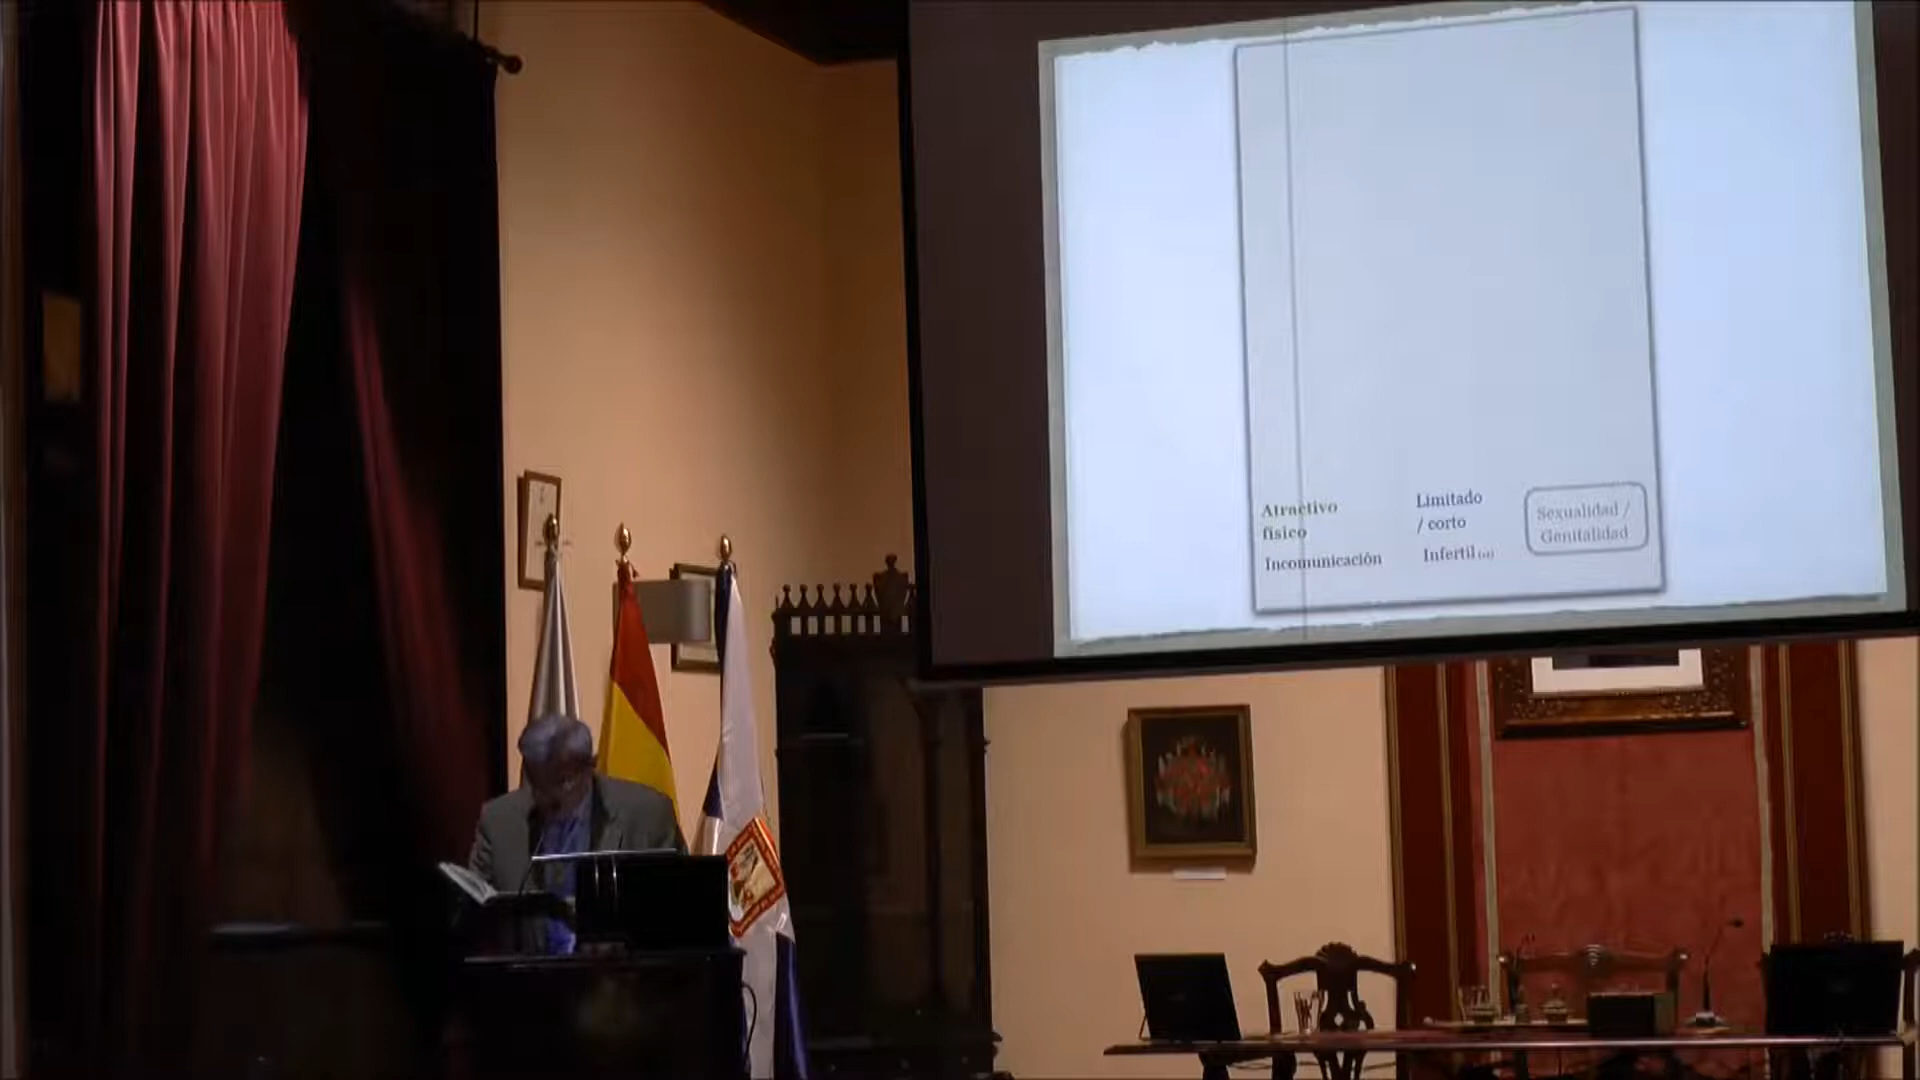 Atractivo
físico
Incomunicación
Limitado
/ corto
Infertil
Sexualidad /
Genitalidad